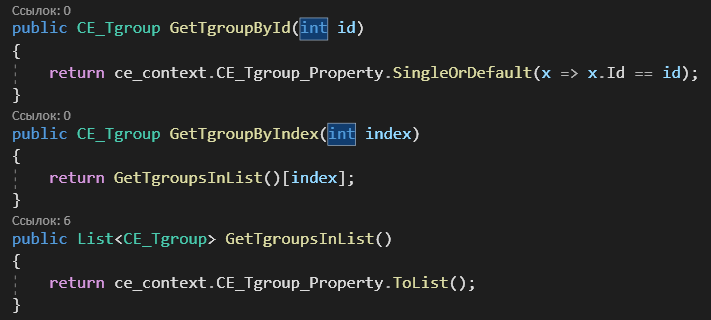 Ссылок: 0
public CE_Tgroup GetTgroupById(int id)
{
return ce_context.CE_Tgroup_Property.SingleOrDefault(x => x.Id == id);
}
Ссылок: 0
public CE_Tgroup GetTgroupByIndex(int index)
{
return GetTgroupsInList()[index];
}
Ссылок: 6
public List<CE_Tgroup> GetTgroupsInList()
{
return ce_context.CE_Tgroup_Property.ToList();
}